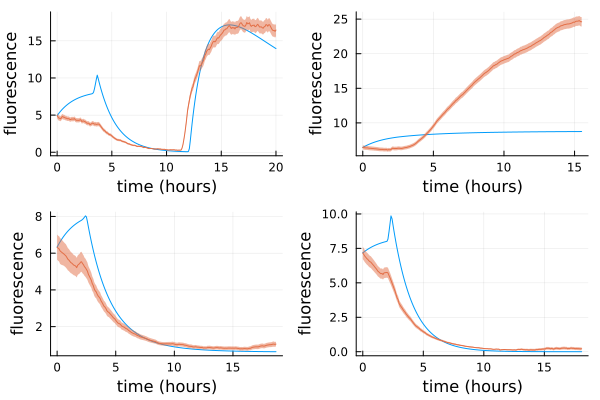 fluorescence
15
10
5
0
0 5 10 15 20
time (hours)
fluorescence
25
20
15
10
0 5 10 15
time (hours)
fluorescence
8
6
4
2
0 5 10 15
time (hours)
fluorescence
10.0
7.5
5.0
2.5
0.0
0 5 10 15
time (hours)